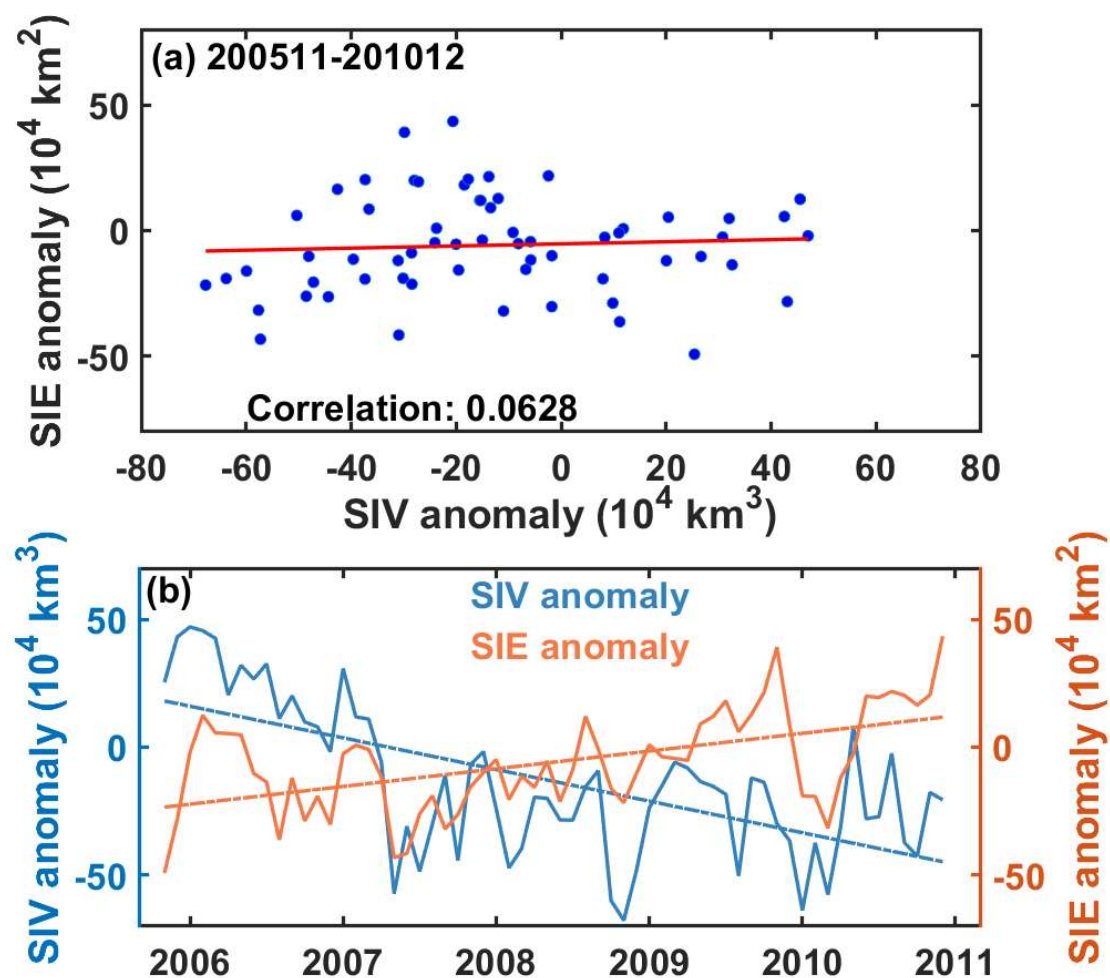 (a) 200511-201012
SIE anomaly (10⁴ km²)
50
0
-50
Correlation: 0.0628
-80 -60 -40 -20 0 20 40 60 80
SIV anomaly (10⁴ km³)
(b)
SIV anomaly
SIE anomaly
SIV anomaly (10⁴ km³)
50
0
-50
50
0
-50
SIE anomaly (10⁴ km²)
2006 2007 2008 2009 2010 2011